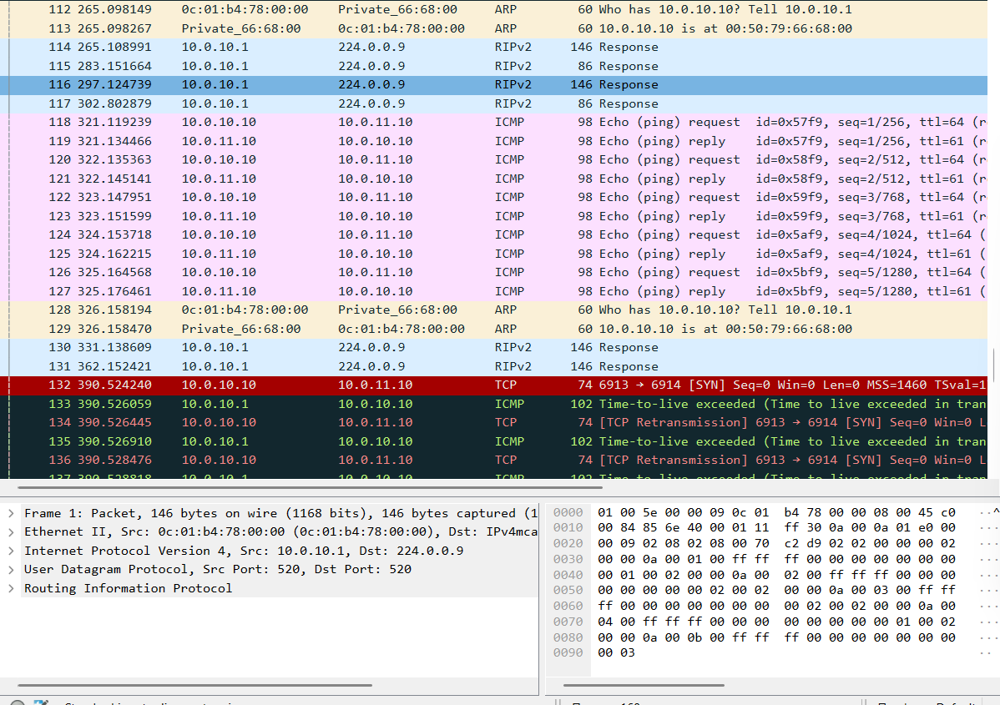 112 265.098149 0c:01:b4:78:00:00 Private_66:68:00 ARP 60 Who has 10.0.10.10? Tell 10.0.10.1
113 265.098267 Private_66:68:00 0c:01:b4:78:00:00 ARP 60 10.0.10.10 is at 00:50:79:66:68:00
114 265.108991 10.0.10.1 224.0.0.9 RIPv2 146 Response
115 283.151664 10.0.10.1 224.0.0.9 RIPv2 86 Response
116 297.124739 10.0.10.1 224.0.0.9 RIPv2 146 Response
117 302.802879 10.0.10.1 224.0.0.9 RIPv2 86 Response
118 321.119239 10.0.10.10 10.0.11.10 ICMP 98 Echo (ping) request id=0x57f9, seq=1/256, ttl=64 (r
119 321.134466 10.0.11.10 10.0.10.10 ICMP 98 Echo (ping) reply id=0x57f9, seq=1/256, ttl=61 (r
120 322.135363 10.0.10.10 10.0.11.10 ICMP 98 Echo (ping) request id=0x58f9, seq=2/512, ttl=64 (r
121 322.145141 10.0.11.10 10.0.10.10 ICMP 98 Echo (ping) reply id=0x58f9, seq=2/512, ttl=61 (r
122 323.147951 10.0.10.10 10.0.11.10 ICMP 98 Echo (ping) request id=0x59f9, seq=3/768, ttl=64 (r
123 323.151599 10.0.11.10 10.0.10.10 ICMP 98 Echo (ping) reply id=0x59f9, seq=3/768, ttl=61 (r
124 324.153718 10.0.10.10 10.0.11.10 ICMP 98 Echo (ping) request id=0x5af9, seq=4/1024, ttl=64 (
125 324.162215 10.0.11.10 10.0.10.10 ICMP 98 Echo (ping) reply id=0x5af9, seq=4/1024, ttl=61 (
126 325.164568 10.0.10.10 10.0.11.10 ICMP 98 Echo (ping) request id=0x5bf9, seq=5/1280, ttl=64 (
127 325.176461 10.0.11.10 10.0.10.10 ICMP 98 Echo (ping) reply id=0x5bf9, seq=5/1280, ttl=61 (
128 326.158194 0c:01:b4:78:00:00 Private_66:68:00 ARP 60 Who has 10.0.10.10? Tell 10.0.10.1
129 326.158470 Private_66:68:00 0c:01:b4:78:00:00 ARP 60 10.0.10.10 is at 00:50:79:66:68:00
130 331.138609 10.0.10.1 224.0.0.9 RIPv2 146 Response
131 362.152421 10.0.10.1 224.0.0.9 RIPv2 146 Response
132 390.524240 10.0.10.10 10.0.11.10 TCP 74 6913 → 6914 [SYN] Seq=0 Win=0 Len=0 MSS=1460 TSval=1
133 390.526059 10.0.10.1 10.0.10.10 ICMP 102 Time-to-live exceeded (Time to live exceeded in tran
134 390.526445 10.0.10.10 10.0.11.10 TCP 74 [TCP Retransmission] 6913 → 6914 [SYN] Seq=0 Win=0 L
135 390.526910 10.0.10.1 10.0.10.10 ICMP 102 Time-to-live exceeded (Time to live exceeded in tran
136 390.528476 10.0.10.10 10.0.11.10 TCP 74 [TCP Retransmission] 6913 → 6914 [SYN] Seq=0 Win=0 L
137 390.528818 10.0.10.1 10.0.10.10 ICMP 102 Time-to-live exceeded (Time to live exceeded in tran
Frame 1: Packet, 146 bytes on wire (1168 bits), 146 bytes captured (1
Ethernet II, Src: 0c:01:b4:78:00:00 (0c:01:b4:78:00:00), Dst: IPv4mca
Internet Protocol Version 4, Src: 10.0.10.1, Dst: 224.0.0.9
User Datagram Protocol, Src Port: 520, Dst Port: 520
Routing Information Protocol
0000 01 00 5e 00 00 09 0c 01 b4 78 00 00 08 00 45 c0 ··^
0010 00 84 85 6e 40 00 01 11 ff 30 0a 00 0a 01 e0 00 ···
0020 00 09 02 08 02 08 00 70 c2 d9 02 02 00 00 00 02 ···
0030 00 00 0a 00 01 00 ff ff ff 00 00 00 00 00 00 00 ···
0040 00 01 00 02 00 00 0a 00 02 00 ff ff ff 00 00 00 ···
0050 00 00 00 00 00 02 00 02 00 00 0a 00 03 00 ff ff ···
0060 ff 00 00 00 00 00 00 00 00 02 00 02 00 00 0a 00 ···
0070 04 00 ff ff ff 00 00 00 00 00 00 00 00 01 00 02 ···
0080 00 00 0a 00 0b 00 ff ff ff 00 00 00 00 00 00 00 ···
0090 00 03 ··